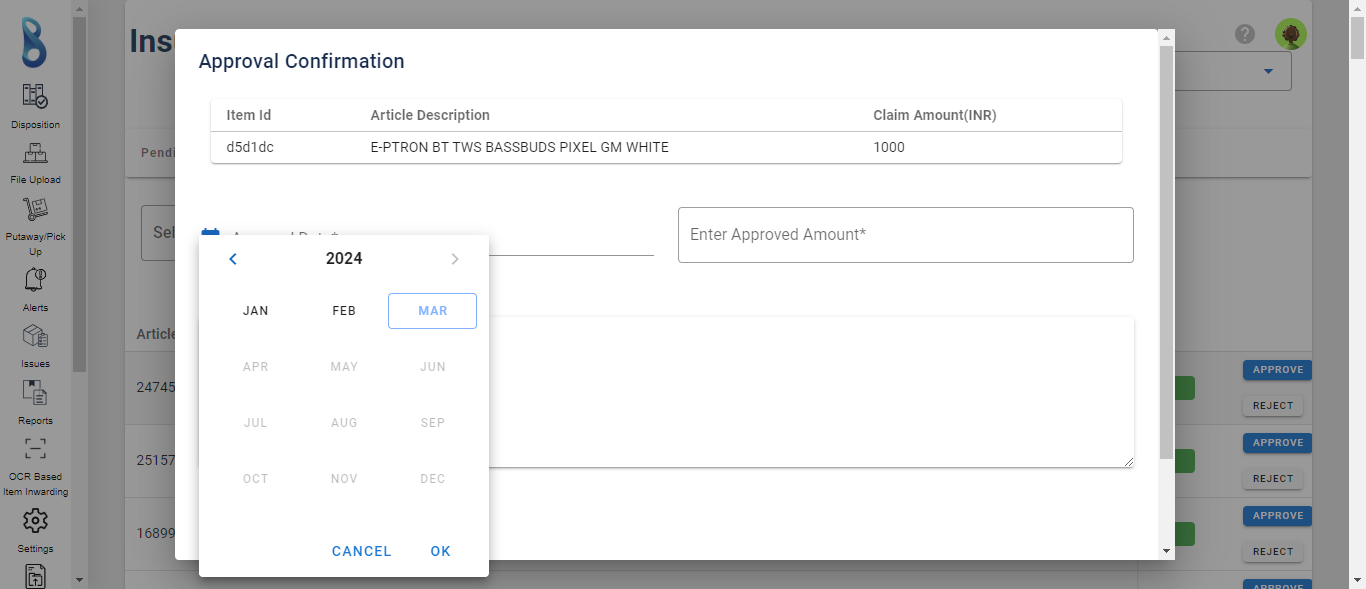 Ins
Disposition
File Upload
Putaway/Pick
Up
Alerts
Issues
Reports
OCR Based
Item Inwarding
Settings
Pendi
Sel
Article
24745
25157
16899
Approval Confirmation
Item Id Article Description Claim Amount(INR)
d5d1dc E-PTRON BT TWS BASSBUDS PIXEL GM WHITE 1000
Enter Approved Amount*
2024
JAN FEB MAR
APR MAY JUN
JUL AUG SEP
OCT NOV DEC
CANCEL OK
APPROVE
REJECT
APPROVE
REJECT
APPROVE
REJECT
APPROVE